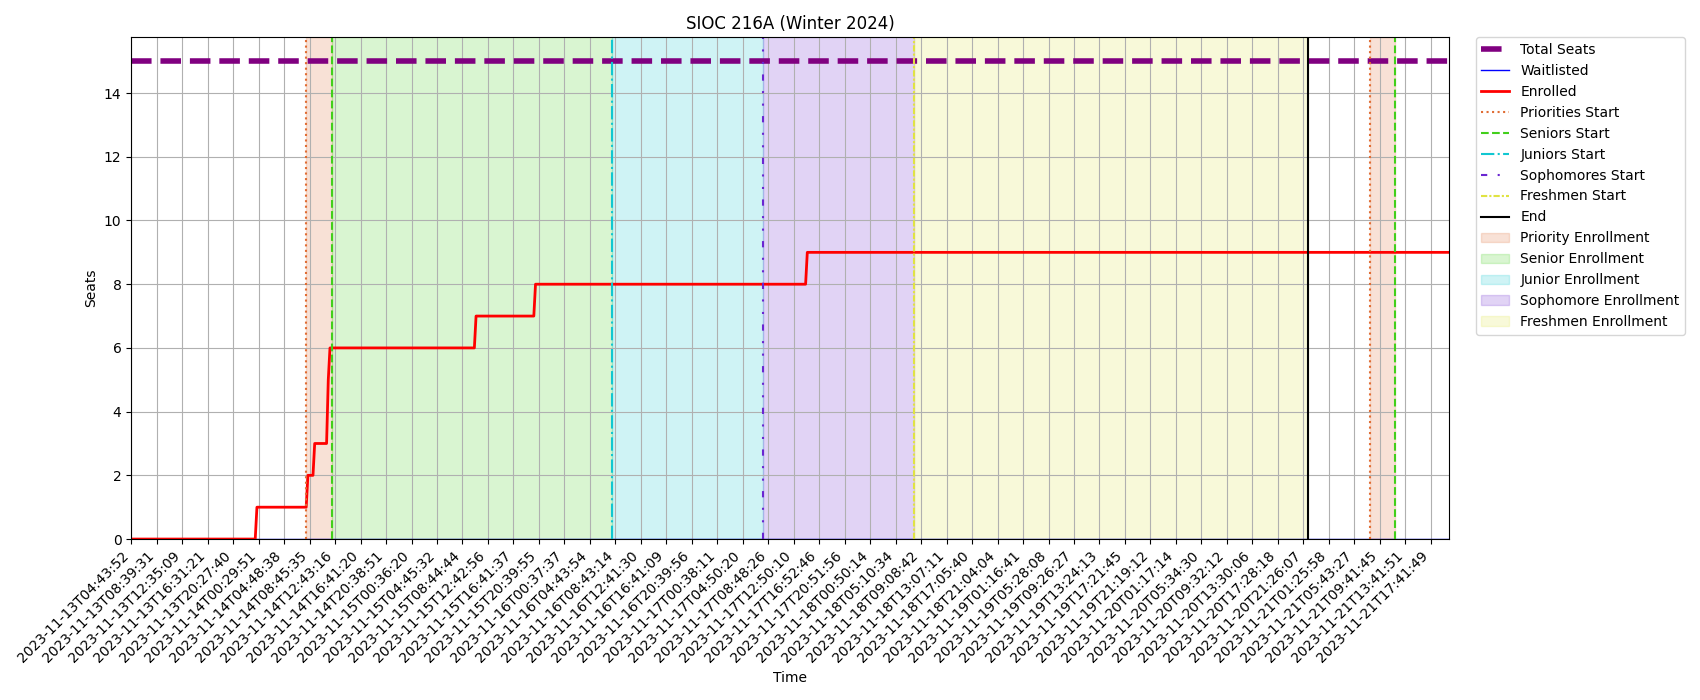 SIOC 216A (Winter 2024)
Seats
14
12
10
8
6
4
2
0
2023-11-13T04:43:52
2023-11-13T08:39:31
2023-11-13T12:35:09
2023-11-13T16:31:21
2023-11-13T20:27:40
2023-11-14T00:29:51
2023-11-14T04:48:38
2023-11-14T08:45:35
2023-11-14T12:43:16
2023-11-14T16:41:20
2023-11-14T20:38:51
2023-11-15T00:36:20
2023-11-15T04:45:32
2023-11-15T08:44:44
2023-11-15T12:42:56
2023-11-15T16:41:37
2023-11-15T20:39:55
2023-11-16T00:37:37
2023-11-16T04:43:54
2023-11-16T08:43:14
2023-11-16T12:41:30
2023-11-16T16:41:09
2023-11-16T20:39:56
2023-11-17T00:38:11
2023-11-17T04:50:20
2023-11-17T08:48:26
2023-11-17T12:50:10
2023-11-17T16:52:46
2023-11-17T20:51:56
2023-11-18T00:50:14
2023-11-18T05:10:34
2023-11-18T09:08:42
2023-11-18T13:07:11
2023-11-18T17:05:40
2023-11-18T21:04:04
2023-11-19T01:16:41
2023-11-19T05:28:08
2023-11-19T09:26:27
2023-11-19T13:24:13
2023-11-19T17:21:45
2023-11-19T21:19:12
2023-11-20T01:17:14
2023-11-20T05:34:30
2023-11-20T09:32:12
2023-11-20T13:30:06
2023-11-20T17:28:18
2023-11-20T21:26:07
2023-11-21T01:25:58
2023-11-21T05:43:27
2023-11-21T09:41:45
2023-11-21T13:41:51
2023-11-21T17:41:49
Time
Total Seats
Waitlisted
Enrolled
Priorities Start
Seniors Start
Juniors Start
Sophomores Start
Freshmen Start
End
Priority Enrollment
Senior Enrollment
Junior Enrollment
Sophomore Enrollment
Freshmen Enrollment